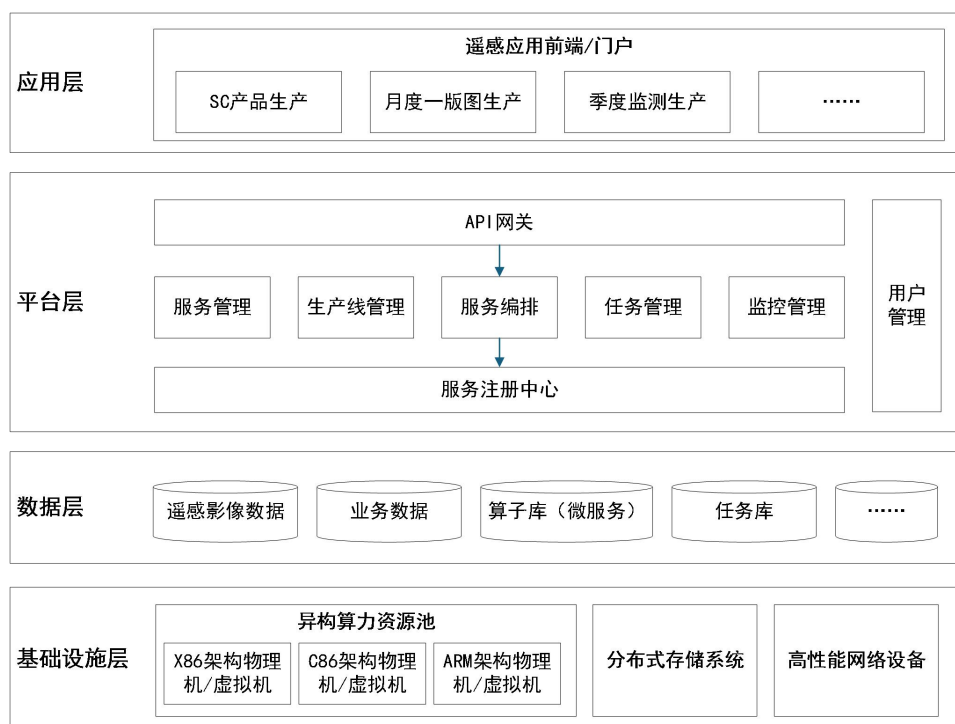 应用层
遥感应用前端/门户
SC产品生产
月度一版图生产
季度监测生产
……
平台层
API网关
服务管理
生产线管理
服务编排
任务管理
监控管理
服务注册中心
用户
管理
数据层
遥感影像数据
业务数据
算子库（微服务）
任务库
……
基础设施层
异构算力资源池
X86架构物理
机/虚拟机
C86架构物理
机/虚拟机
ARM架构物理
机/虚拟机
分布式存储系统
高性能网络设备